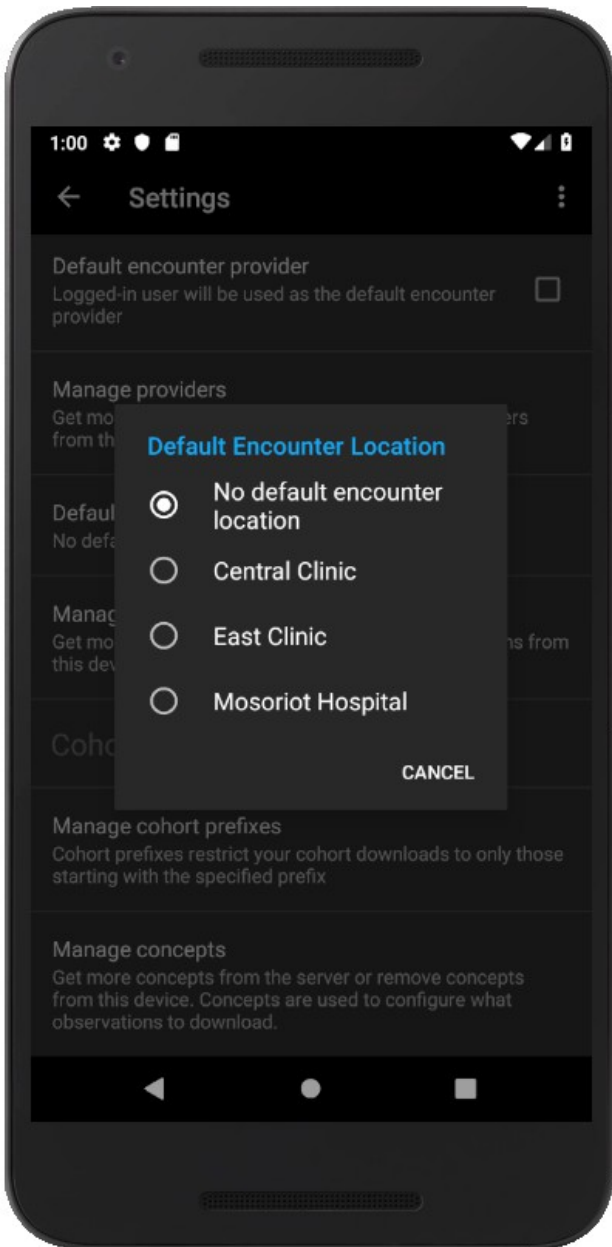 1:00
Settings
Default encounter provider
Logged-in user will be used as the default encounter
provider
Manage providers
Get mo ers
from th
Default Encounter Location
No default encounter
location
Defaul
No defa
Central Clinic
Manag
East Clinic
Get mo ns from
this dev
Mosoriot Hospital
Coho
CANCEL
Manage cohort prefixes
Cohort prefixes restrict your cohort downloads to only those
starting with the specified prefix
Manage concepts
Get more concepts from the server or remove concepts
from this device. Concepts are used to configure what
observations to download.